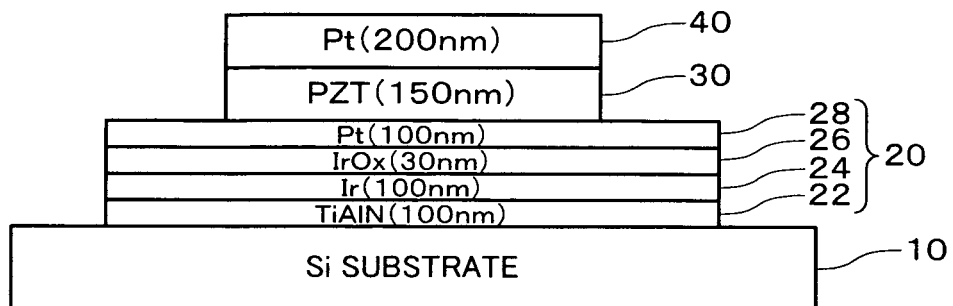 Pt(200nm) 40
PZT(150nm) 30
Pt(100nm) 28
IrOx(30nm) 26
20
Ir(100nm) 24
TiAlN(100nm) 22
Si SUBSTRATE 10